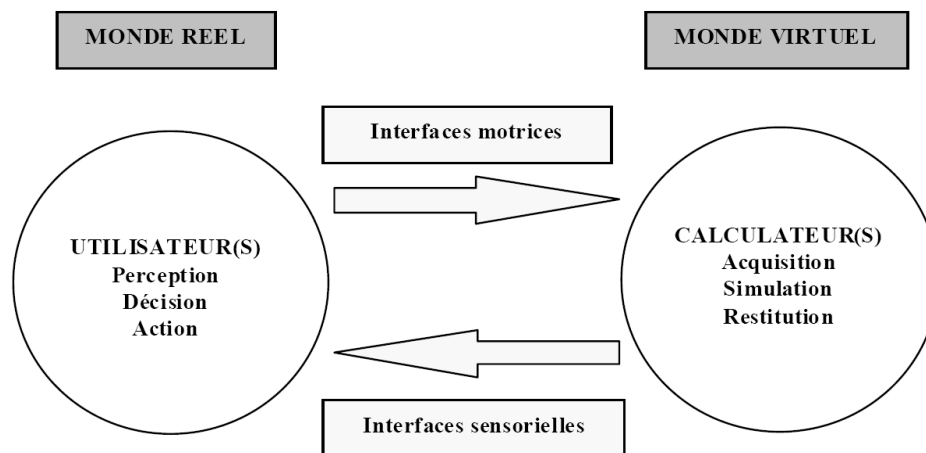 MONDE REEL
MONDE VIRTUEL
Interfaces motrices
UTILISATEUR(S)
Perception
Décision
Action
CALCULATEUR(S)
Acquisition
Simulation
Restitution
Interfaces sensorielles